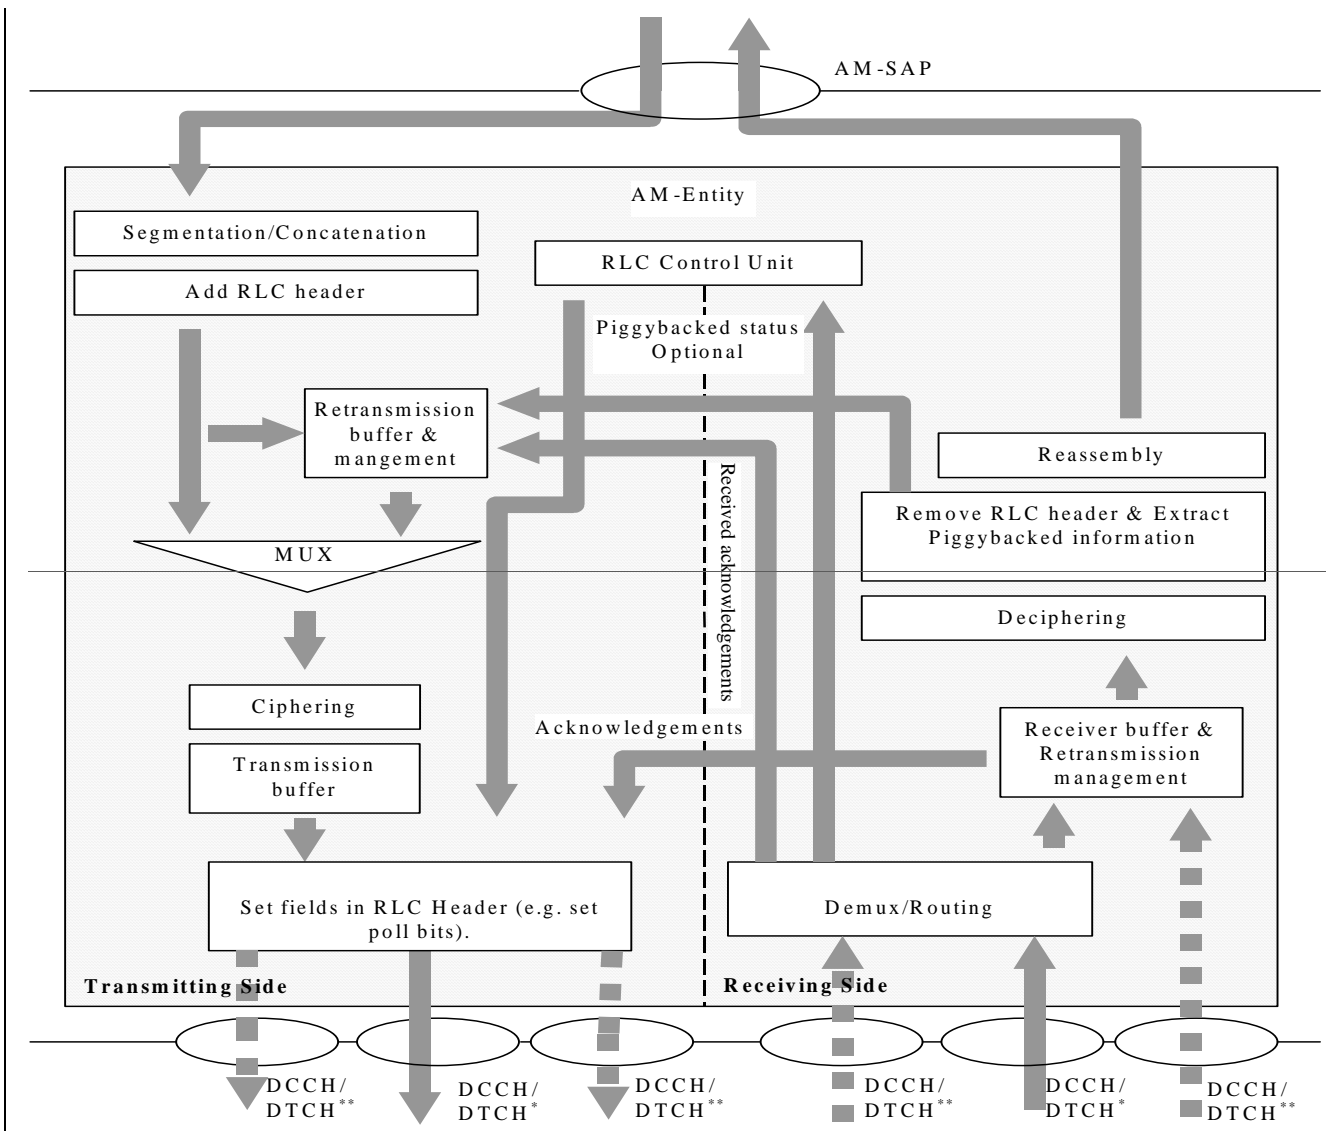 AM-SAP
AM-Entity
Segmentation/Concatenation
RLC Control Unit
Add RLC header
Piggybacked status
Optional
Retransmission
buffer &
mangement
Reassembly
Received acknowledgements
Remove RLC header & Extract
Piggybacked information
MUX
Deciphering
Ciphering
Acknowledgements
Receiver buffer &
Retransmission
management
Transmission
buffer
Set fields in RLC Header (e.g. set
poll bits).
Demux/Routing
Transmitting Side
Receiving Side
DCCH/
DTCH**
DCCH/
DTCH*
DCCH/
DTCH**
DCCH/
DTCH**
DCCH/
DTCH*
DCCH/
DTCH**